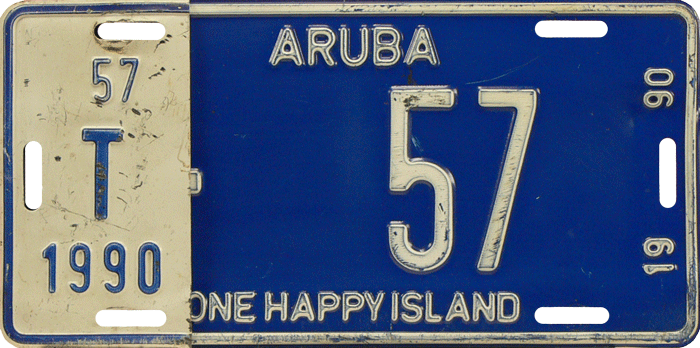 57
T
1990
ARUBA
57
19 90
ONE HAPPY ISLAND